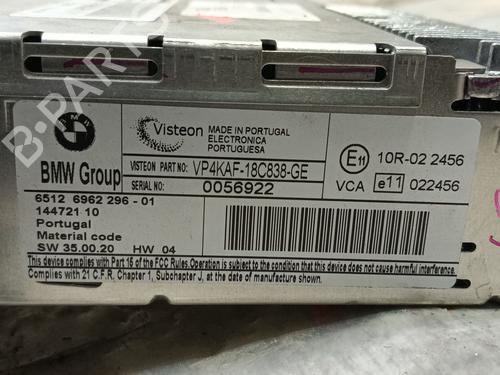 B-PARTS
BMW
BMW Group
Visteon
MADE IN PORTUGAL
ELECTRONICA
PORTUGUESA
VISTEON PART NO: VP4KAF-18C838-GE
SERIAL NO: 0056922
E11 10R-02 2456
VCA e11 022456
6512 6962 296 - 01
144721 10
Portugal
Material code
SW 35.00.20 HW 04
This device complies with Part 15 of the FCC Rules.Operation is subject to the condition that this device does not cause harmful interference.
Complies with 21 C.F.R, Chapter 1, Subchapter J, at the date of manufacture shown.